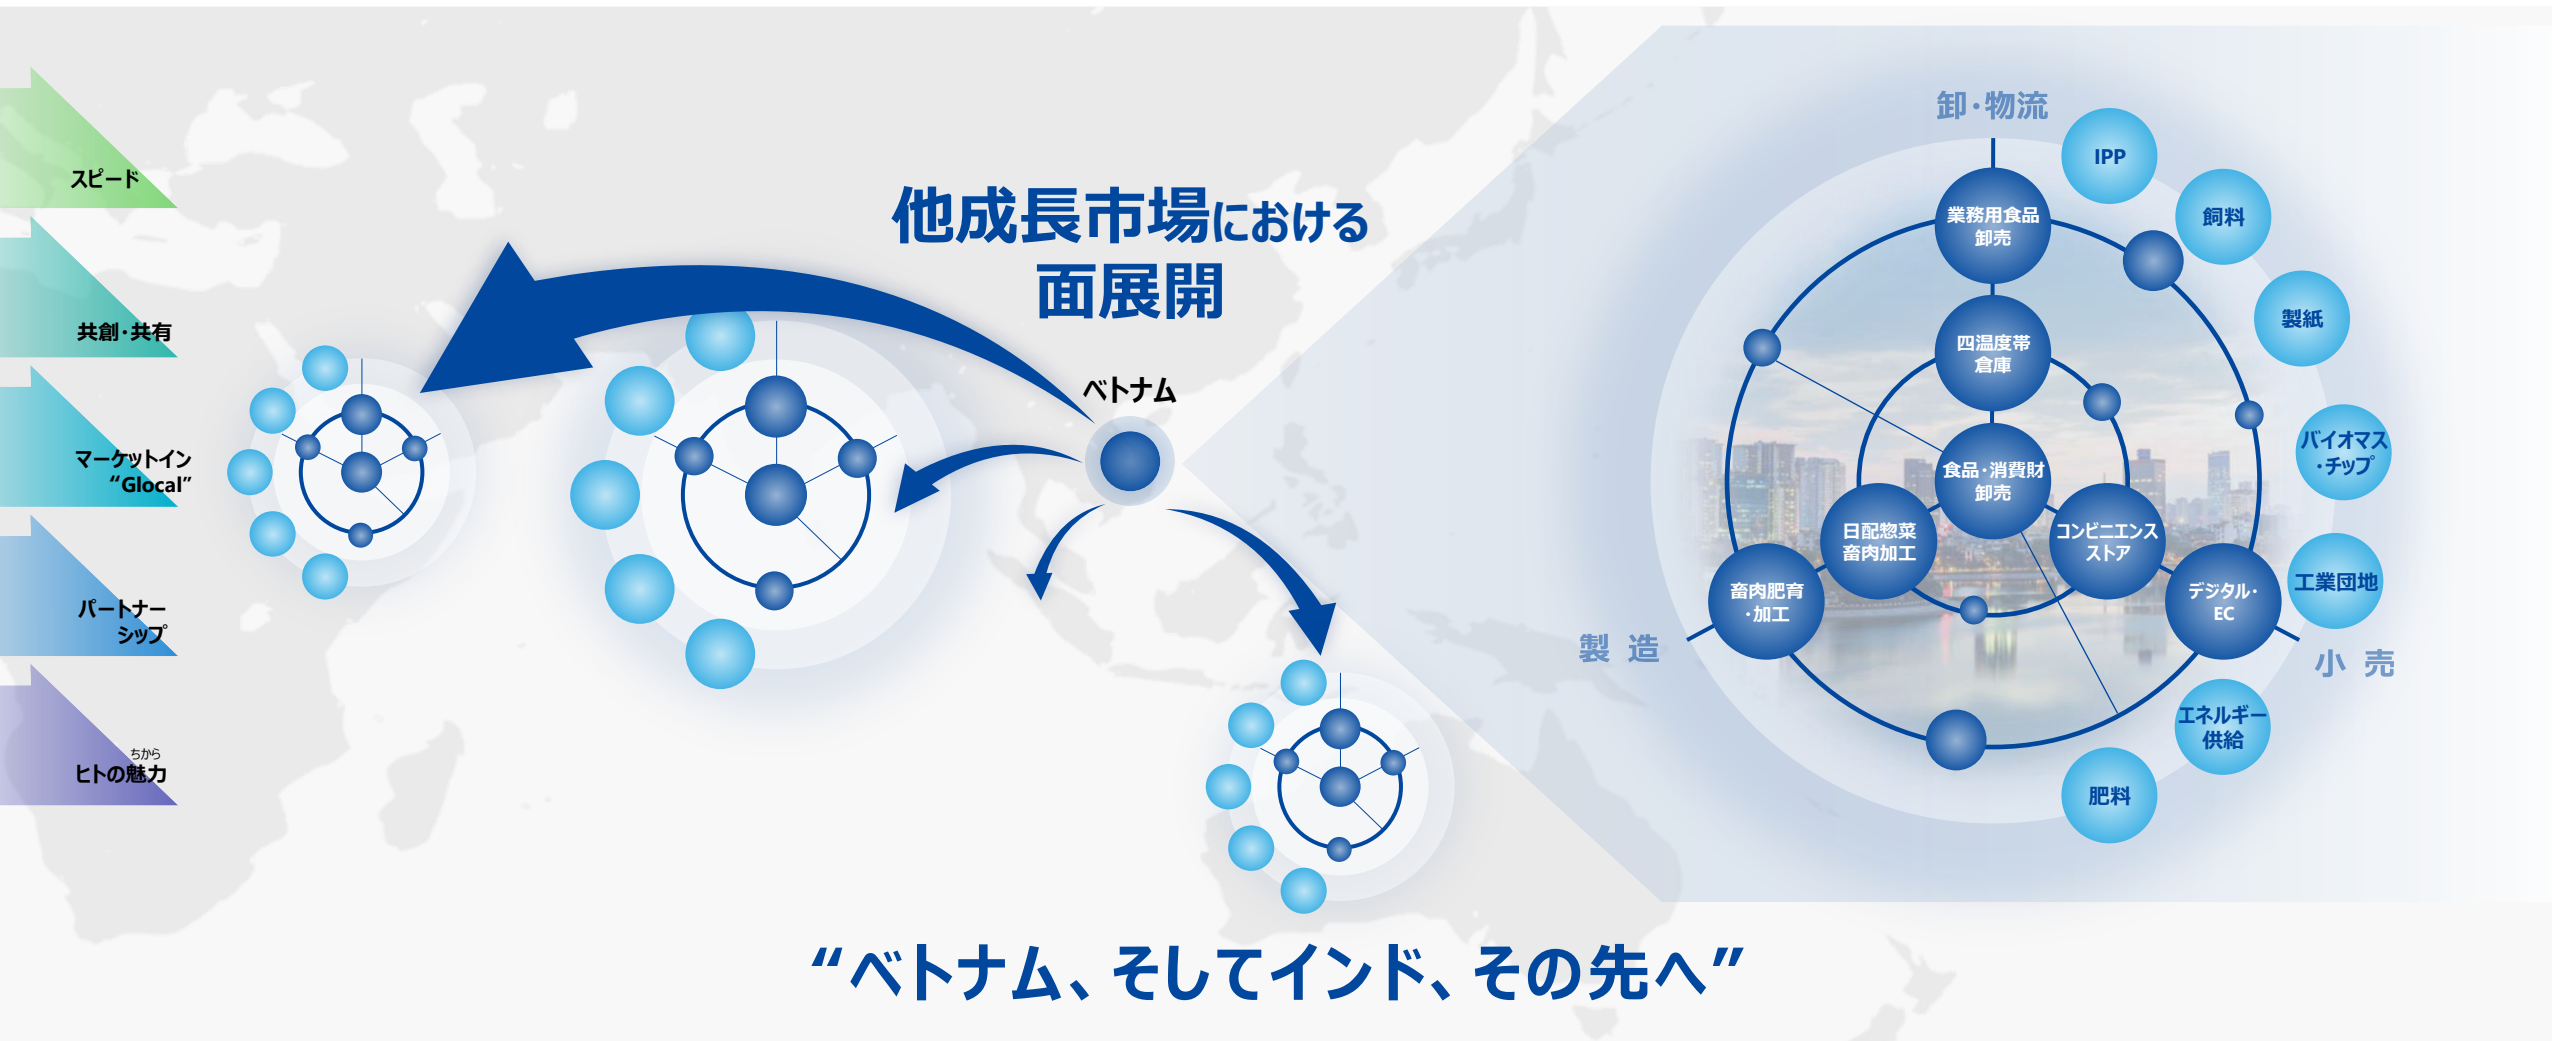 スピード
共創・共有
マーケットイン
“Glocal”
パートナー
シップ
ちから
ヒトの魅力
他成長市場における
面展開
ベトナム
卸・物流
製 造
小 売
業務用食品
卸売
四温度帯
倉庫
食品・消費財
卸売
日配惣菜
畜肉加工
コンビニエンス
ストア
畜肉肥育
・加工
デジタル・
EC
IPP
飼料
製紙
バイオマス
・チップ
工業団地
エネルギー
供給
肥料
“ベトナム、そしてインド、その先へ”